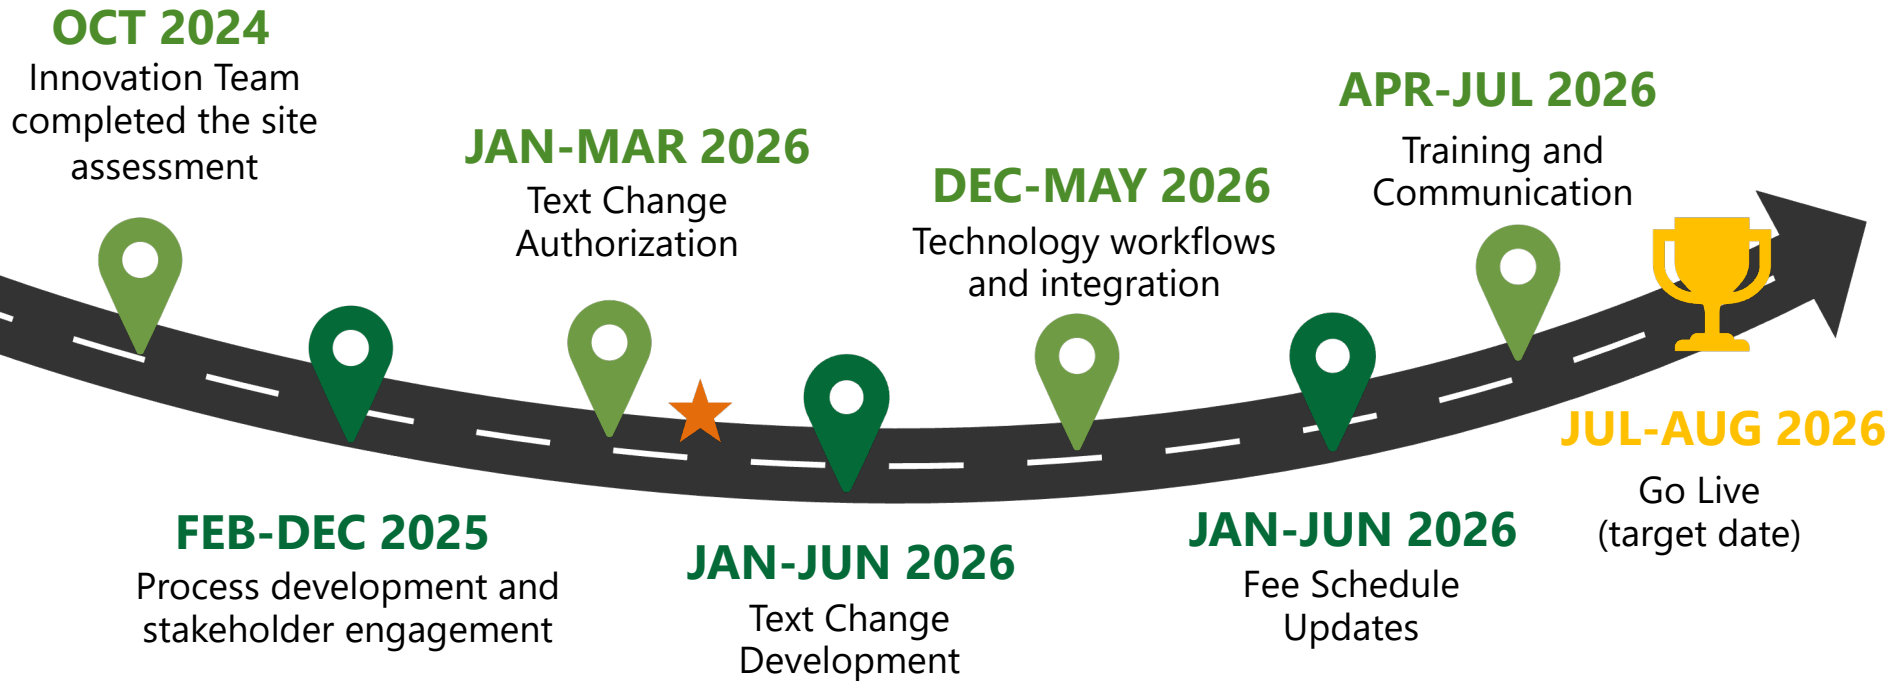 OCT 2024
Innovation Team
completed the site
assessment
FEB-DEC 2025
Process development and
stakeholder engagement
JAN-MAR 2026
Text Change
Authorization
JAN-JUN 2026
Text Change
Development
DEC-MAY 2026
Technology workflows
and integration
JAN-JUN 2026
Fee Schedule
Updates
APR-JUL 2026
Training and
Communication
JUL-AUG 2026
Go Live
(target date)